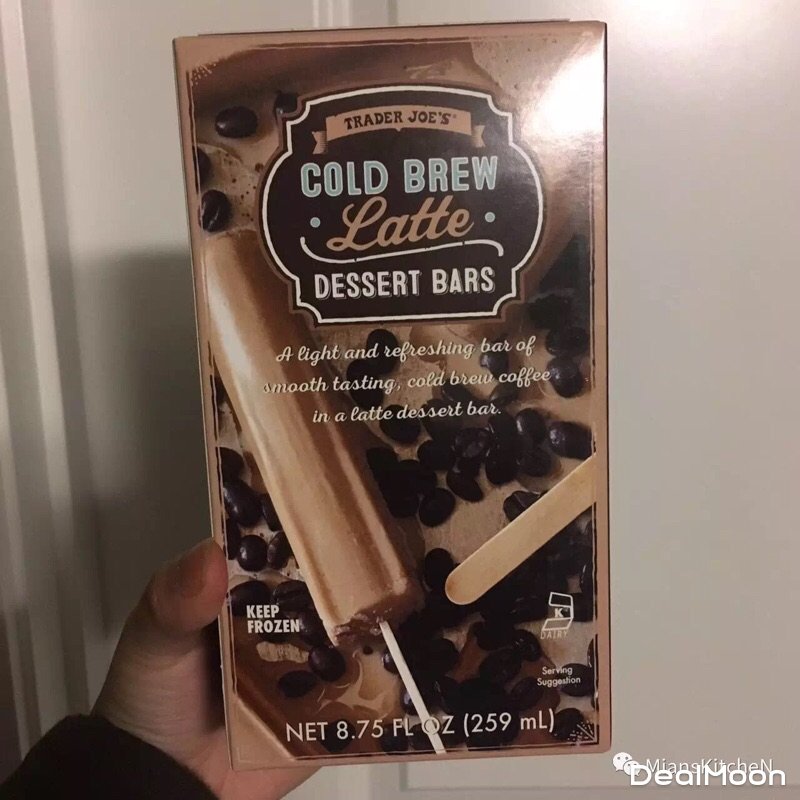 TRADER JOE'S®
COLD BREW
Latte
DESSERT BARS
A light and refreshing bar of
smooth tasting, cold brew coffee
in a latte dessert bar.
KEEP
FROZEN
K
DAIRY
Serving
Suggestion
NET 8.75 FL OZ (259 mL)
MiansKitcheN
DealMoon